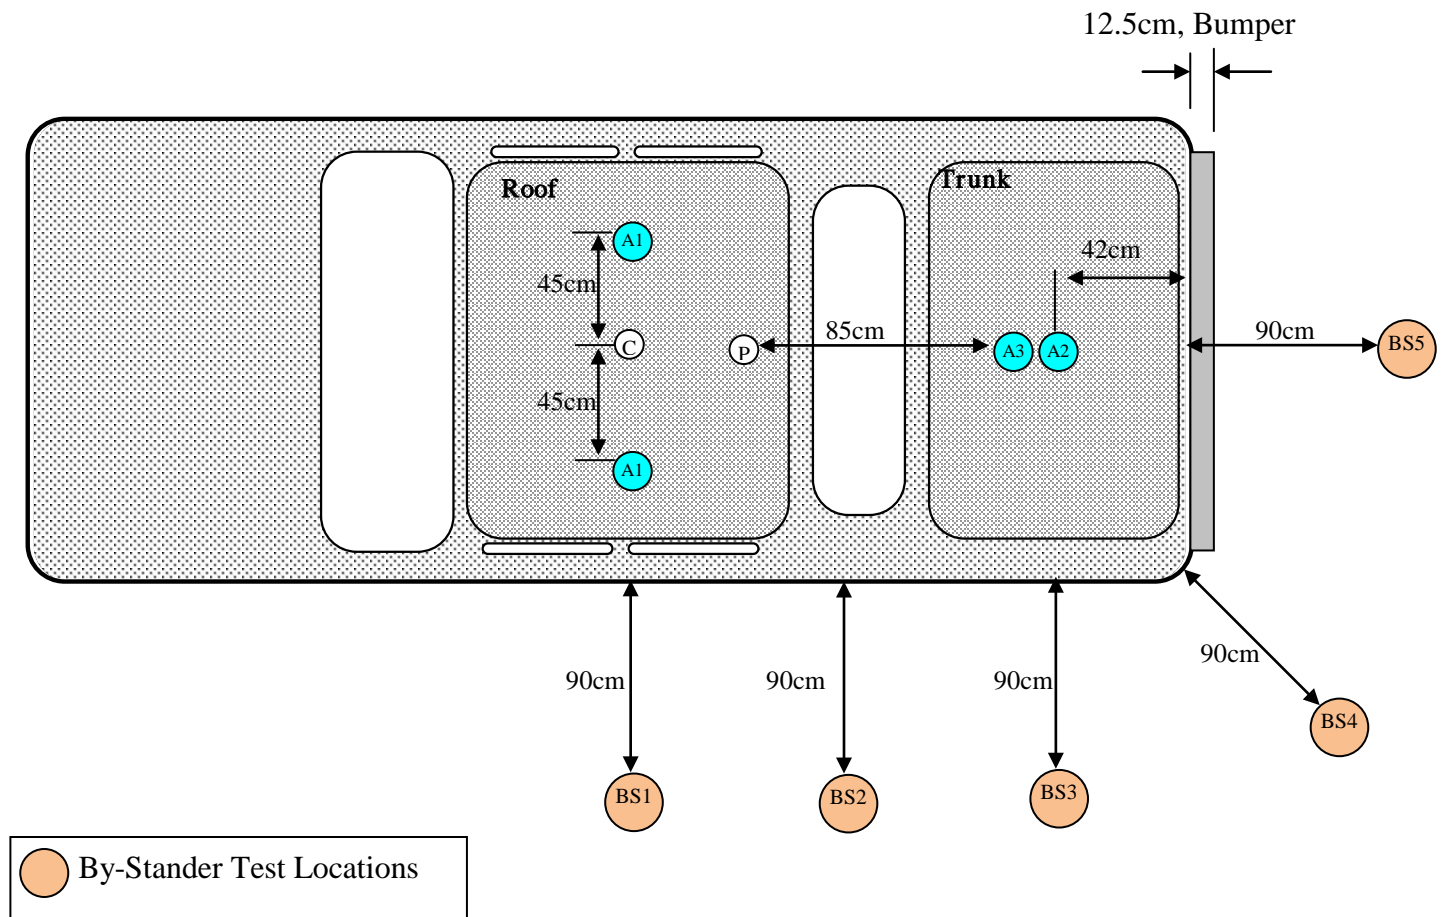 12.5cm, Bumper
Roof
Trunk
A1
42cm
45cm
C
P
85cm
A3
A2
90cm
BS5
45cm
A1
90cm
90cm
90cm
90cm
BS4
BS1
BS2
BS3
By-Stander Test Locations